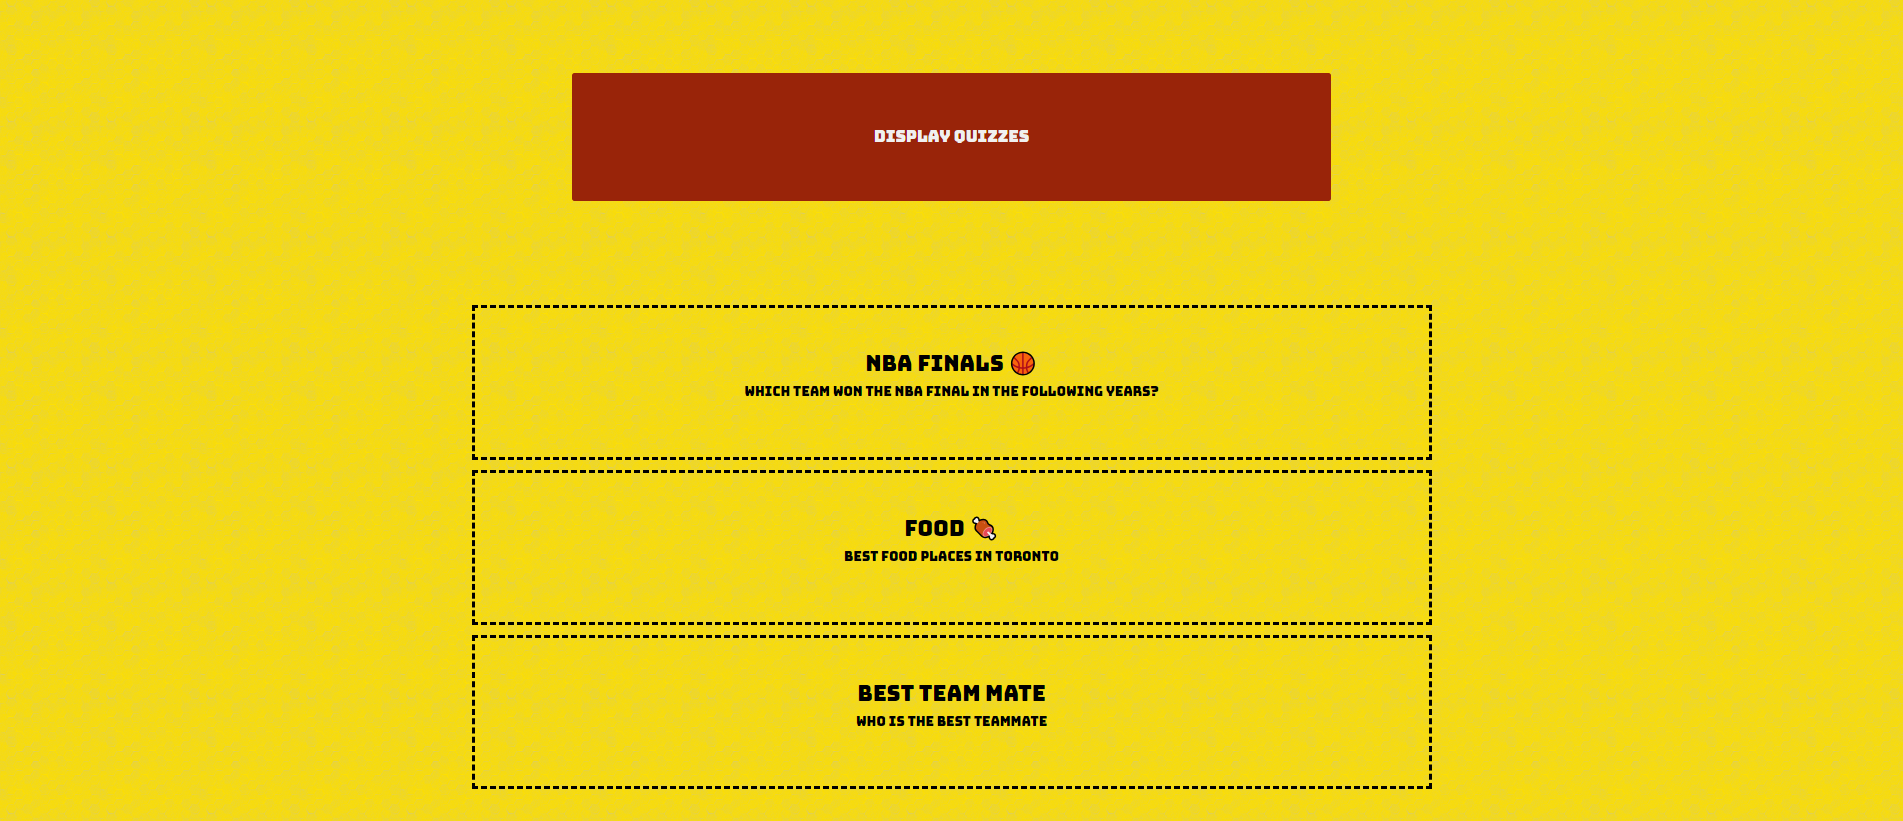 DISPLAY QUIZZES
NBA FINALS 🏀
WHICH TEAM WON THE NBA FINAL IN THE FOLLOWING YEARS?
FOOD 🍖
BEST FOOD PLACES IN TORONTO
BEST TEAM MATE
WHO IS THE BEST TEAMMATE